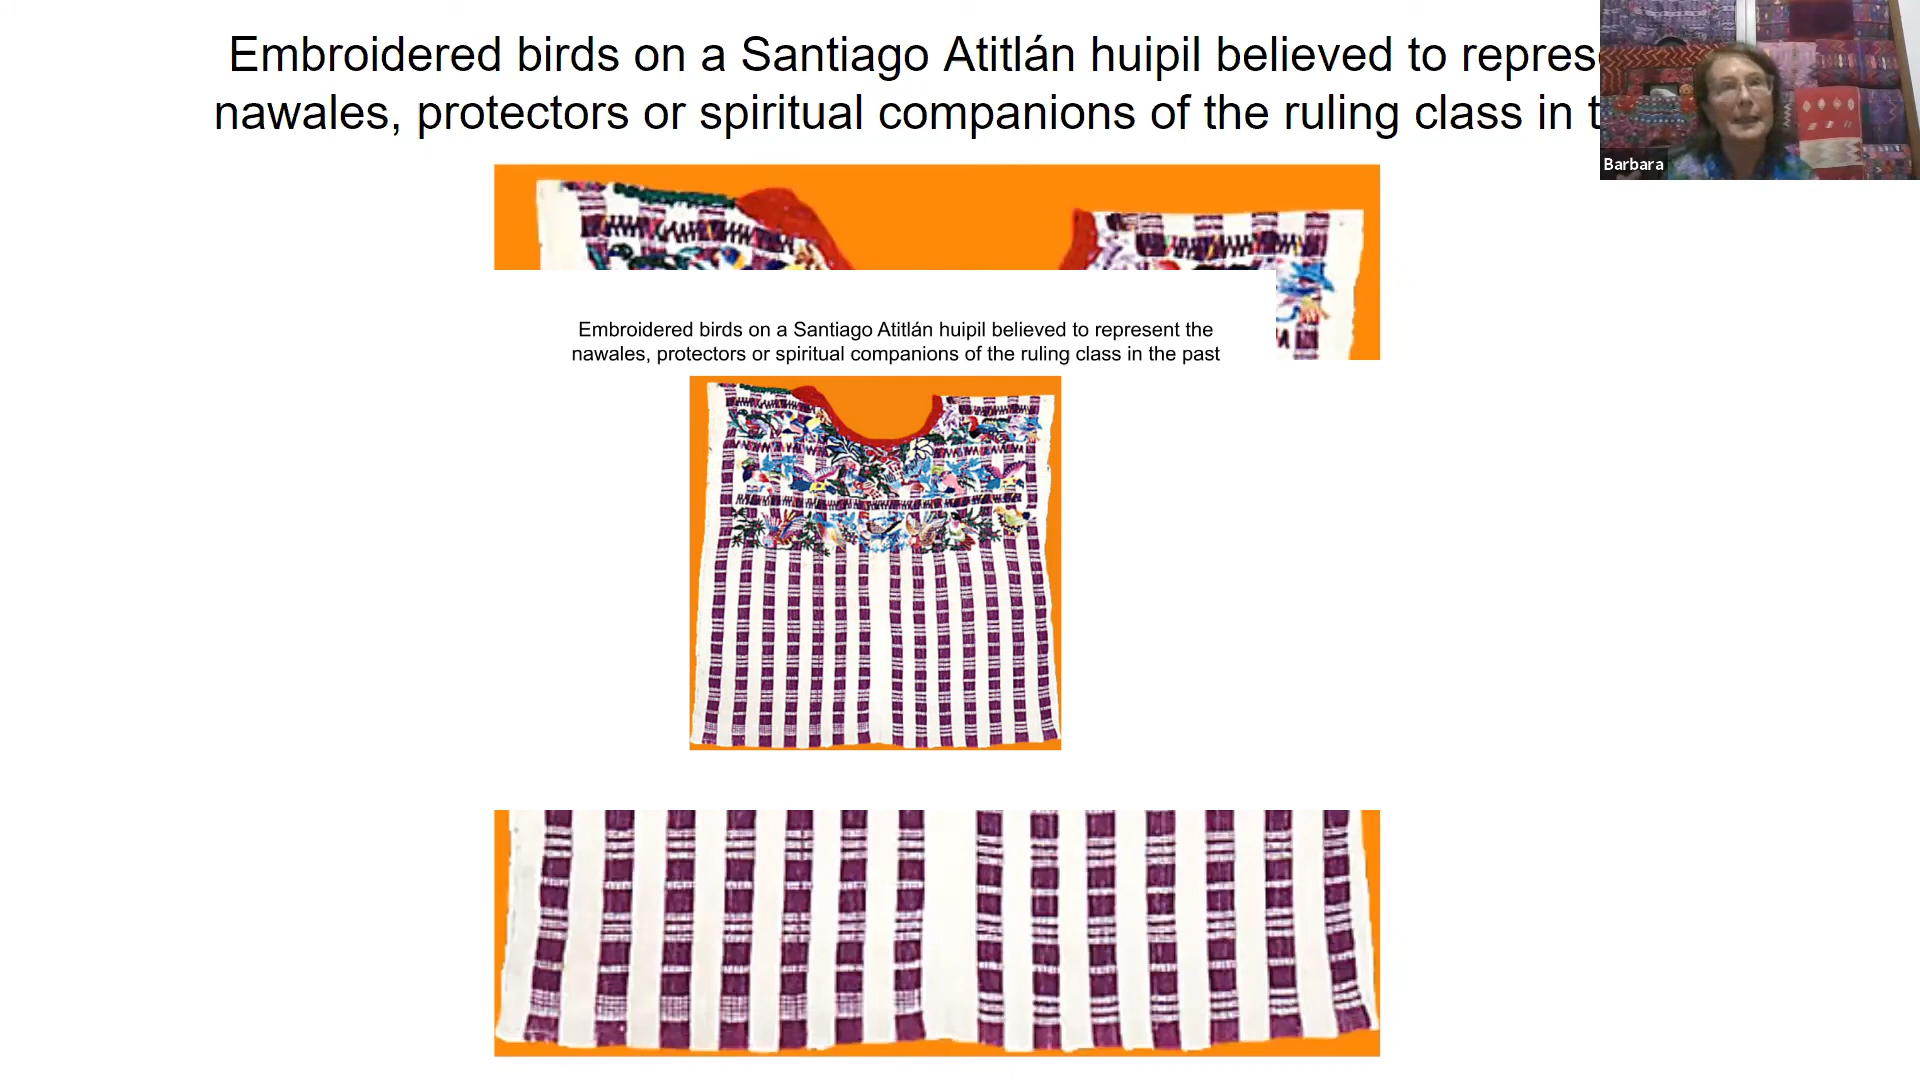 Embroidered birds on a Santiago Atitlán huipil believed to
nawales, protectors or spiritual companions of the ruling class in
Barbara
Embroidered birds on a Santiago Atitlán huipil believed to represent the
nawales, protectors or spiritual companions of the ruling class in the past